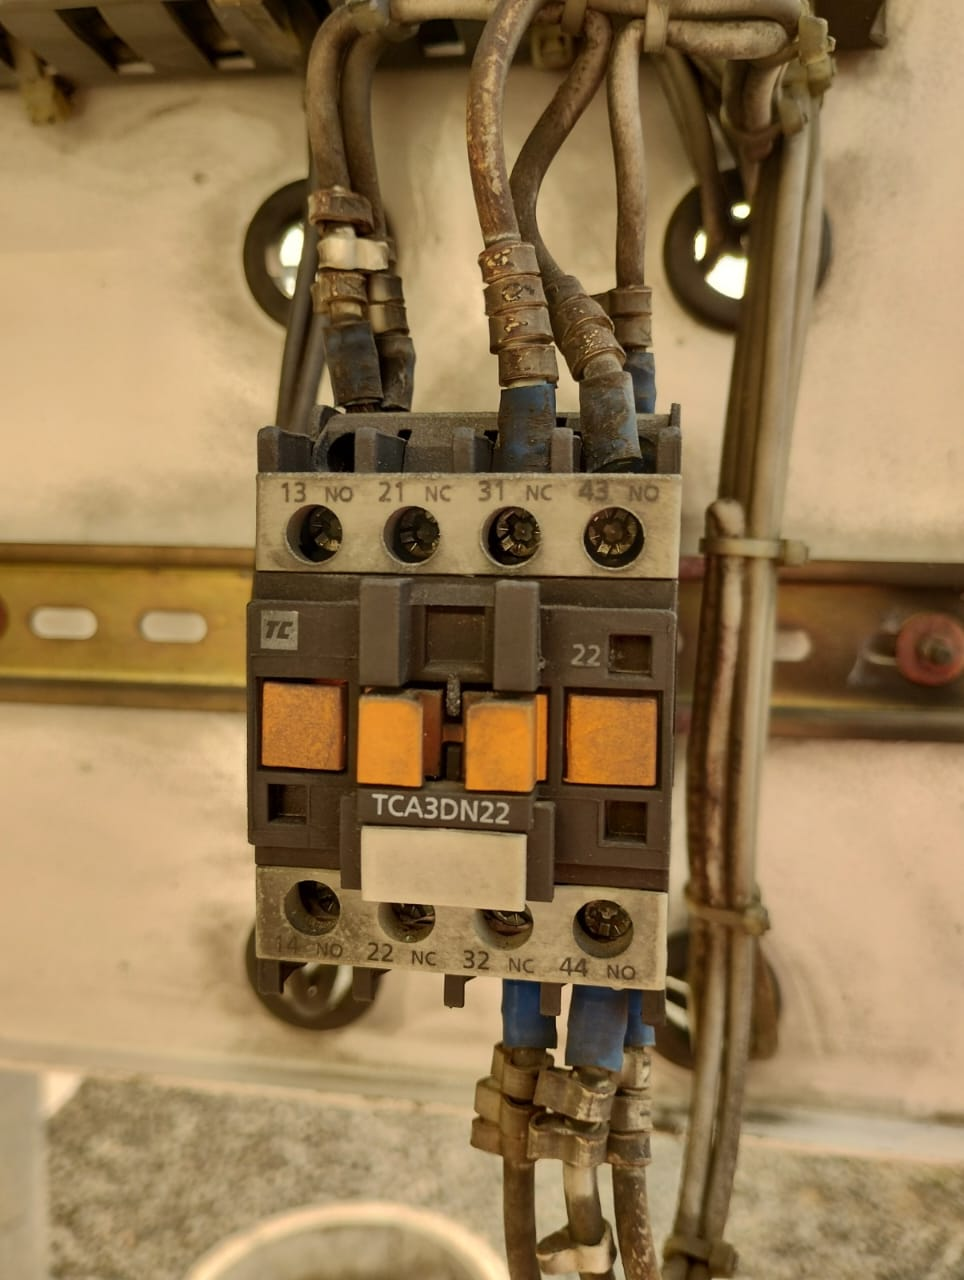 13 NO 21 NC 31 NC 43 NO
TC
22
TCA3DN22
14 NO 22 NC 32 NC 44 NO